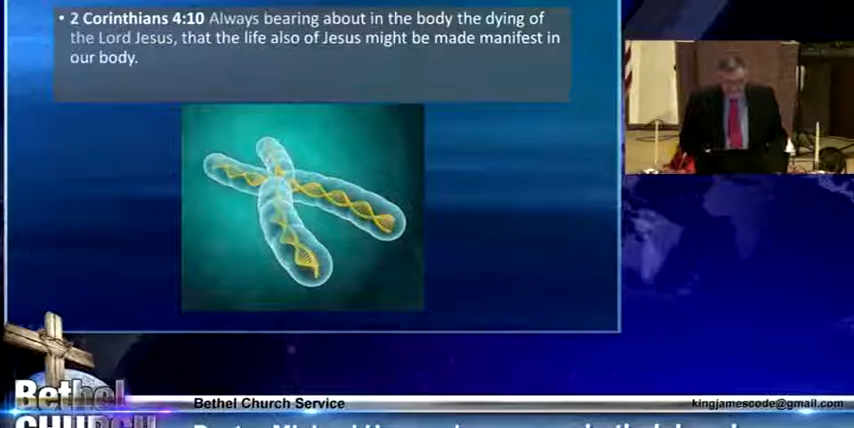 • 2 Corinthians 4:10 Always bearing about in the body the dying of
the Lord Jesus, that the life also of Jesus might be made manifest in
our body.
Bethel
CHURCH
Bethel Church Service
kingjamescode@gmail.com